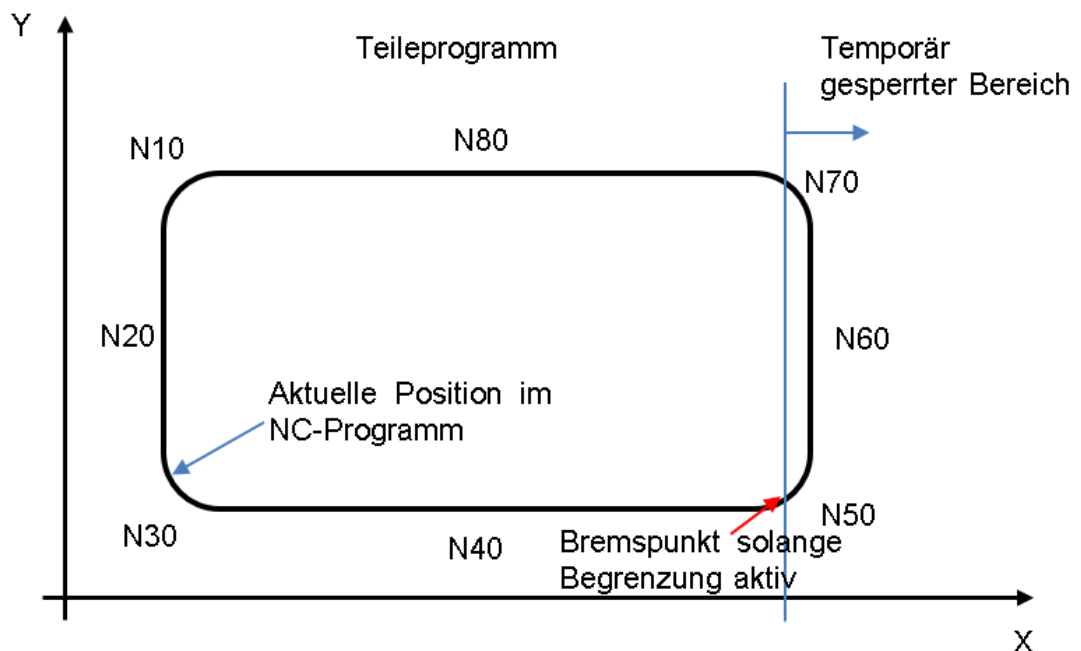 Y
Teileprogramm
Temporär
gesperrter Bereich
N10
N80
N70
N20
N60
Aktuelle Position im
NC-Programm
N30
N40
N50
Bremspunkt solange
Begrenzung aktiv
X